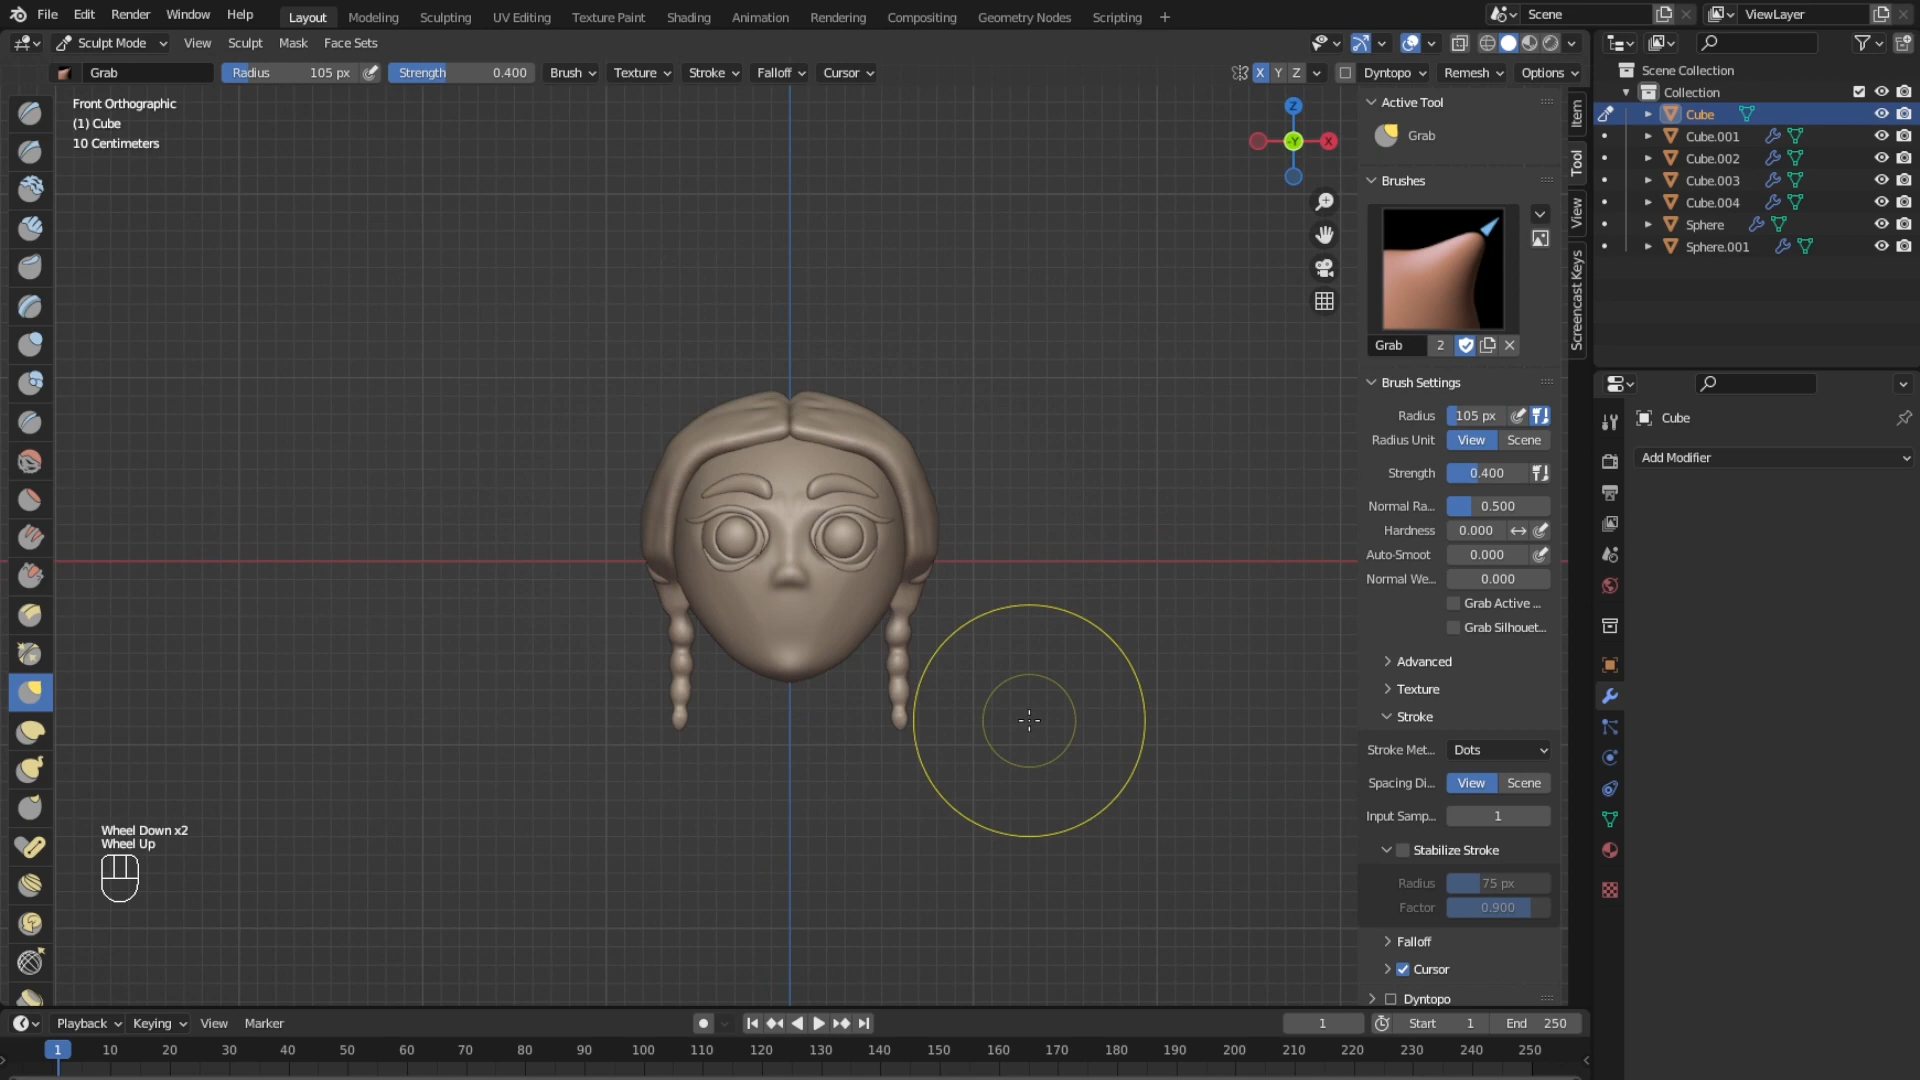 File Edit Render Window Help Layout Modeling Sculpting UV Editing Texture Paint Shading Animation Rendering Compositing Geometry Nodes Scripting + Scene ViewLayer
Sculpt Mode View Sculpt Mask Face Sets
Grab Radius 105 px Strength 0.400 Brush Texture Stroke Falloff Cursor X Y Z Dyntopo Remesh Options
Front Orthographic
(1) Cube
10 Centimeters
Z
Y
X
Wheel Down x2
Wheel Up
Active Tool
Grab
Brushes
Grab 2
Brush Settings
Radius 105 px
Radius Unit View Scene
Strength 0.400
Normal Ra... 0.500
Hardness 0.000
Auto-Smoot 0.000
Normal We... 0.000
Grab Active ...
Grab Silhouet...
Advanced
Texture
Stroke
Stroke Met... Dots
Spacing Di... View Scene
Input Samp... 1
Stabilize Stroke
Radius 75 px
Factor 0.900
Falloff
Cursor
Dyntopo
Item
Tool
View
Screencast Keys
Scene Collection
Collection
Cube
Cube.001
Cube.002
Cube.003
Cube.004
Sphere
Sphere.001
Cube
Add Modifier
Playback Keying View Marker 1 Start 1 End 250
1 10 20 30 40 50 60 70 80 90 100 110 120 130 140 150 160 170 180 190 200 210 220 230 240 250